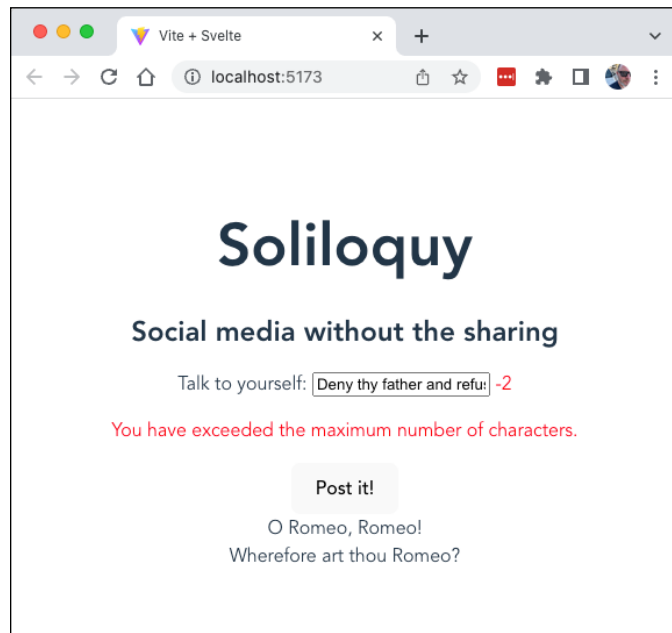 Vite + Svelte
localhost:5173
Soliloquy
Social media without the sharing
Talk to yourself: Deny thy father and -2
You have exceeded the maximum number of characters.
Post it!
O Romeo, Romeo!
Wherefore art thou Romeo?